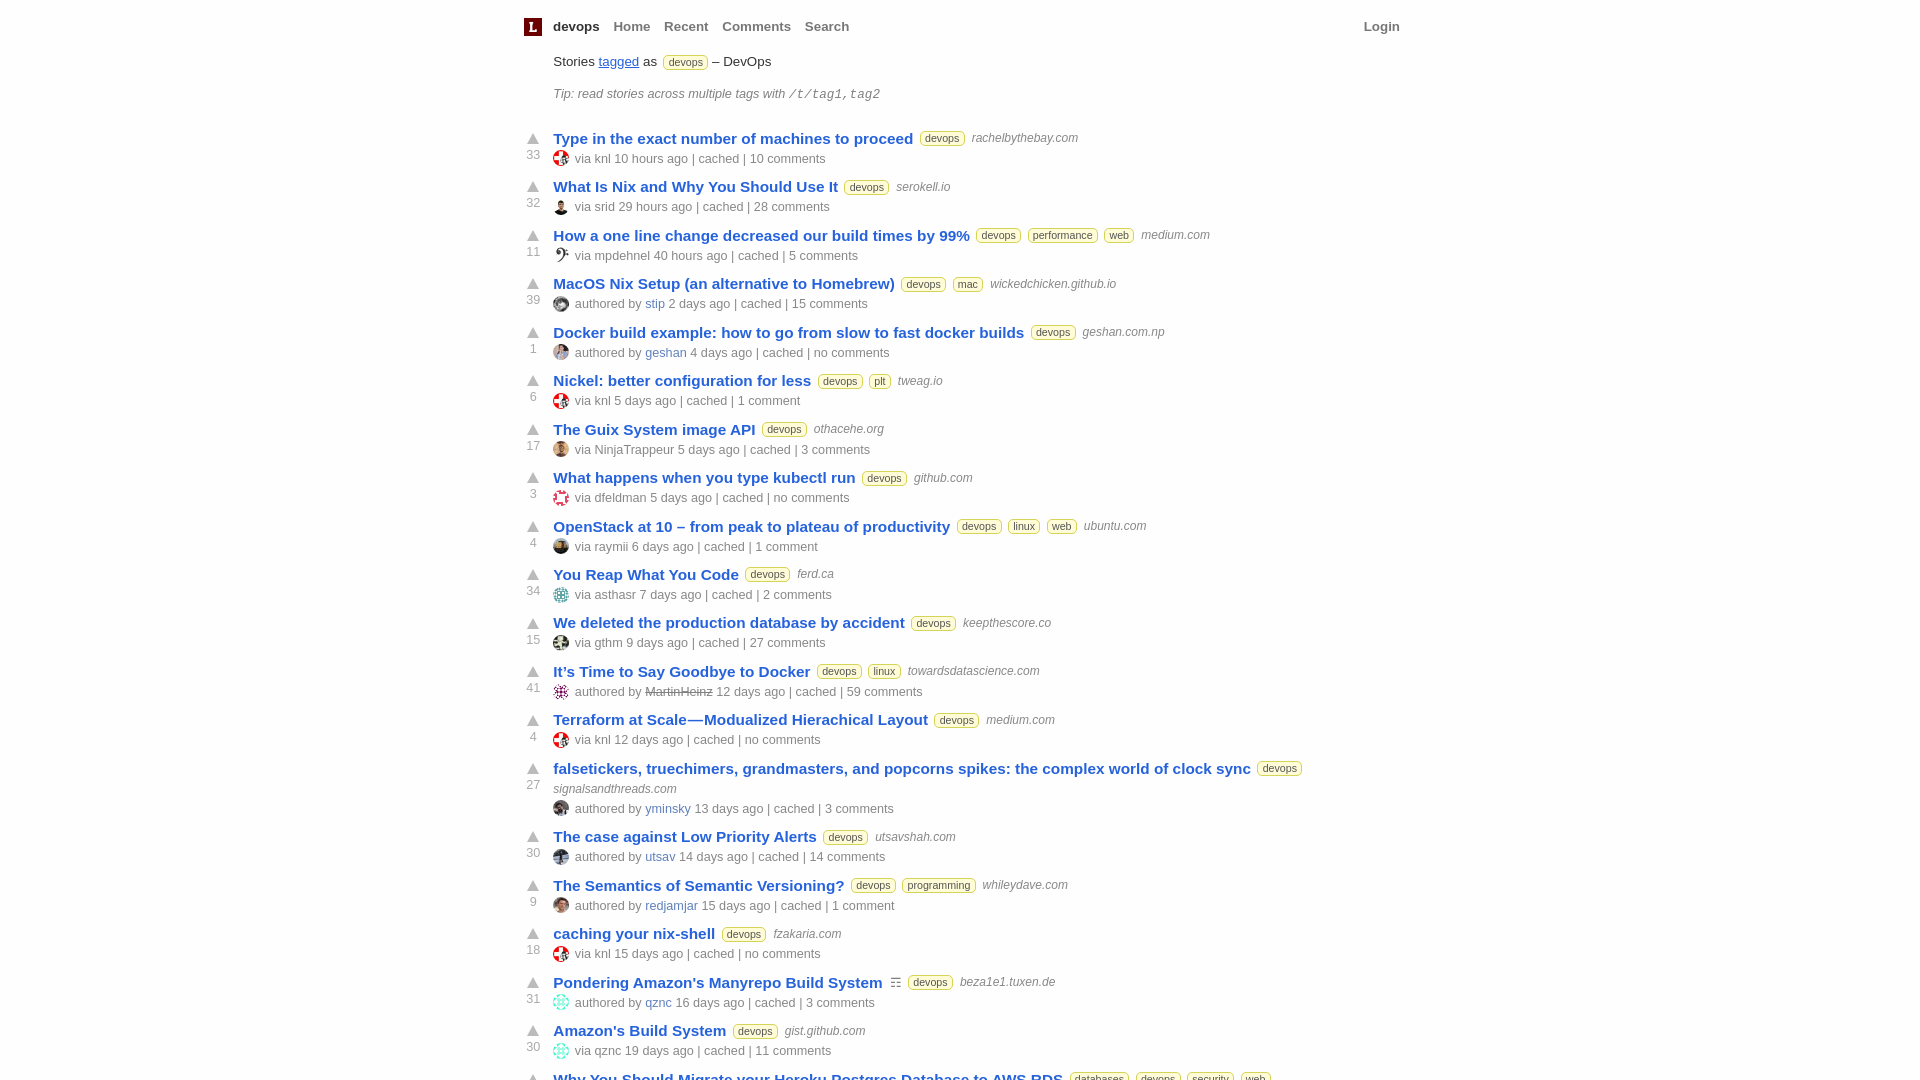 L devops Home Recent Comments Search Login
Stories tagged as devops – DevOps
Tip: read stories across multiple tags with /t/tag1,tag2
Type in the exact number of machines to proceed devops rachelbythebay.com
33 via knl 10 hours ago | cached | 10 comments
What Is Nix and Why You Should Use It devops serokell.io
32 via srid 29 hours ago | cached | 28 comments
How a one line change decreased our build times by 99% devops performance web medium.com
11 via mpdehnel 40 hours ago | cached | 5 comments
MacOS Nix Setup (an alternative to Homebrew) devops mac wickedchicken.github.io
39 authored by stip 2 days ago | cached | 15 comments
Docker build example: how to go from slow to fast docker builds devops geshan.com.np
1 authored by geshan 4 days ago | cached | no comments
Nickel: better configuration for less devops plt tweag.io
6 via knl 5 days ago | cached | 1 comment
The Guix System image API devops othacehe.org
17 via NinjaTrappeur 5 days ago | cached | 3 comments
What happens when you type kubectl run devops github.com
3 via dfeldman 5 days ago | cached | no comments
OpenStack at 10 – from peak to plateau of productivity devops linux web ubuntu.com
4 via raymii 6 days ago | cached | 1 comment
You Reap What You Code devops ferd.ca
34 via asthasr 7 days ago | cached | 2 comments
We deleted the production database by accident devops keepthescore.co
15 via gthm 9 days ago | cached | 27 comments
It’s Time to Say Goodbye to Docker devops linux towardsdatascience.com
41 authored by MartinHeinz 12 days ago | cached | 59 comments
Terraform at Scale — Modualized Hierachical Layout devops medium.com
4 via knl 12 days ago | cached | no comments
falsetickers, truechimers, grandmasters, and popcorns spikes: the complex world of clock sync devops
27 signalsandthreads.com
authored by yminsky 13 days ago | cached | 3 comments
The case against Low Priority Alerts devops utsavshah.com
30 authored by utsav 14 days ago | cached | 14 comments
The Semantics of Semantic Versioning? devops programming whileydave.com
9 authored by redjamjar 15 days ago | cached | 1 comment
caching your nix-shell devops fzakaria.com
18 via knl 15 days ago | cached | no comments
Pondering Amazon's Manyrepo Build System ☶ devops beza1e1.tuxen.de
31 authored by qznc 16 days ago | cached | 3 comments
Amazon's Build System devops gist.github.com
30 via qznc 19 days ago | cached | 11 comments
Why You Should Migrate your Heroku Postgres Database to AWS RDS databases devops security web